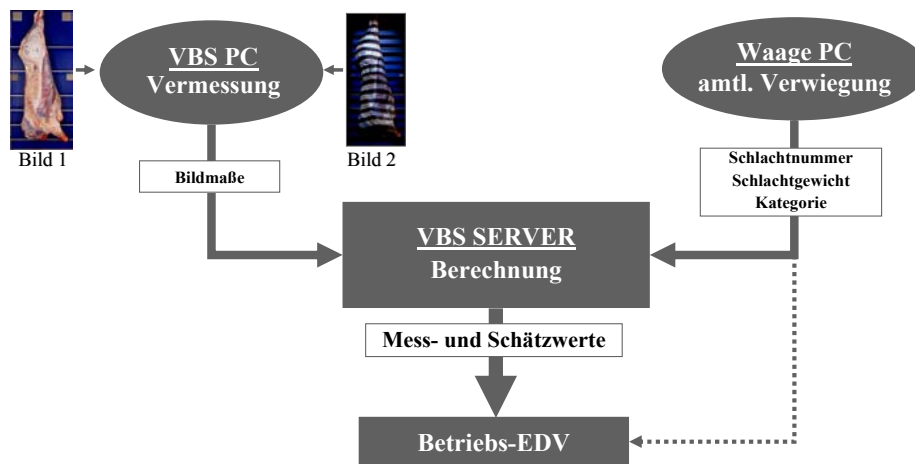 VBS PC
Vermessung
Waage PC
amtl. Verwiegung
Bild 1
Bild 2
Bildmaße
Schlachtnummer
Schlachtgewicht
Kategorie
VBS SERVER
Berechnung
Mess- und Schätzwerte
Betriebs-EDV